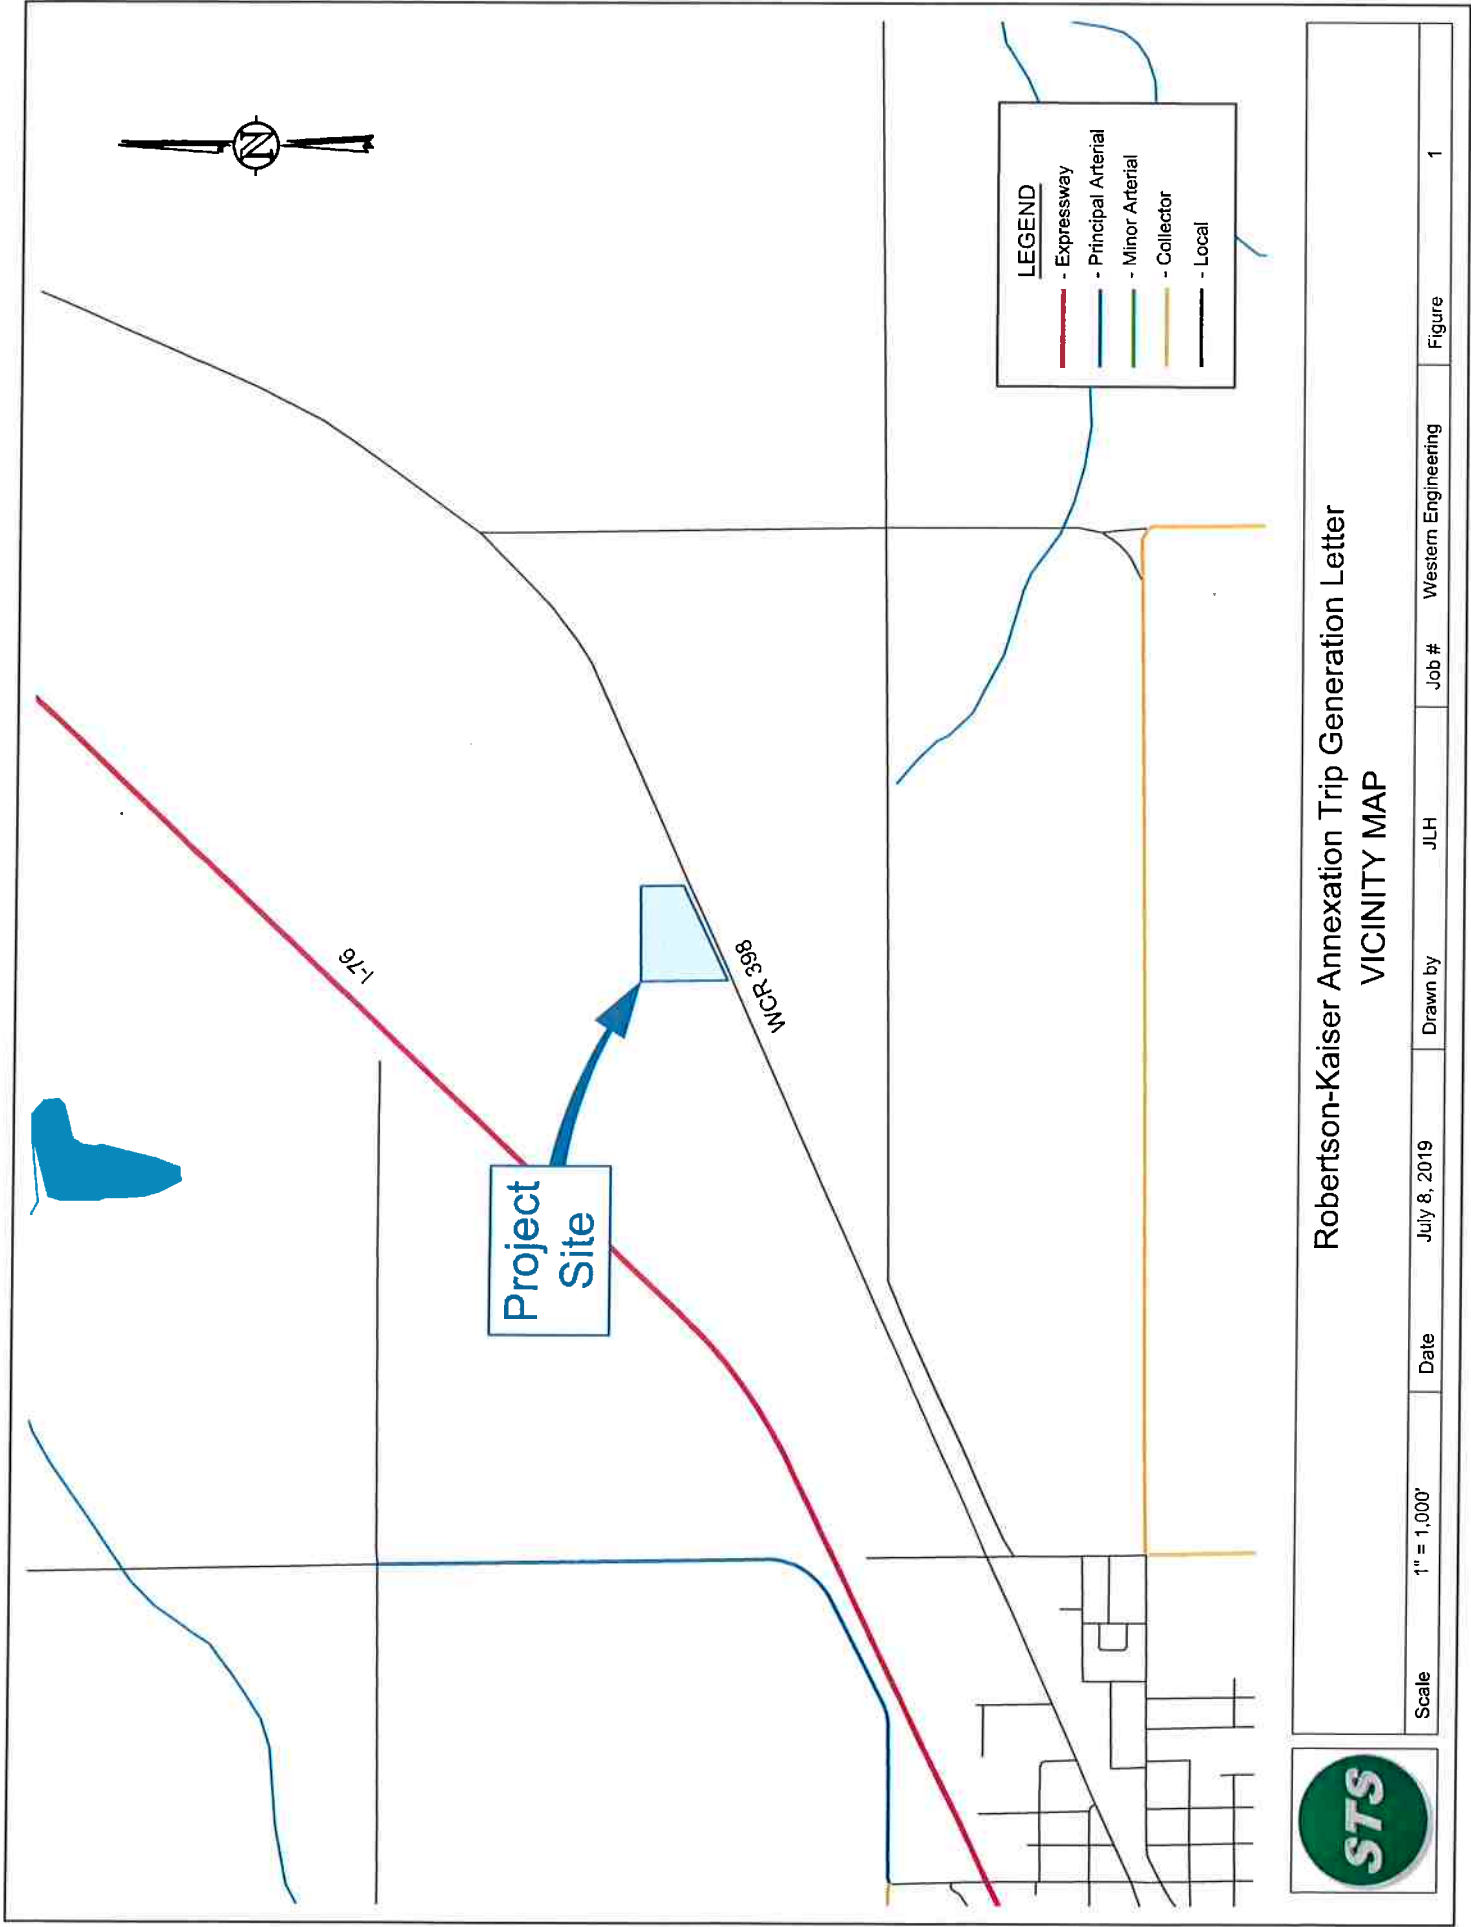 N
I-76
Project
Site
WCR 398
LEGEND
- Expressway
- Principal Arterial
- Minor Arterial
- Collector
- Local
STS
Robertson-Kaiser Annexation Trip Generation Letter
VICINITY MAP
Scale 1" = 1,000' Date July 8, 2019 Drawn by JLH Job # Western Engineering Figure 1